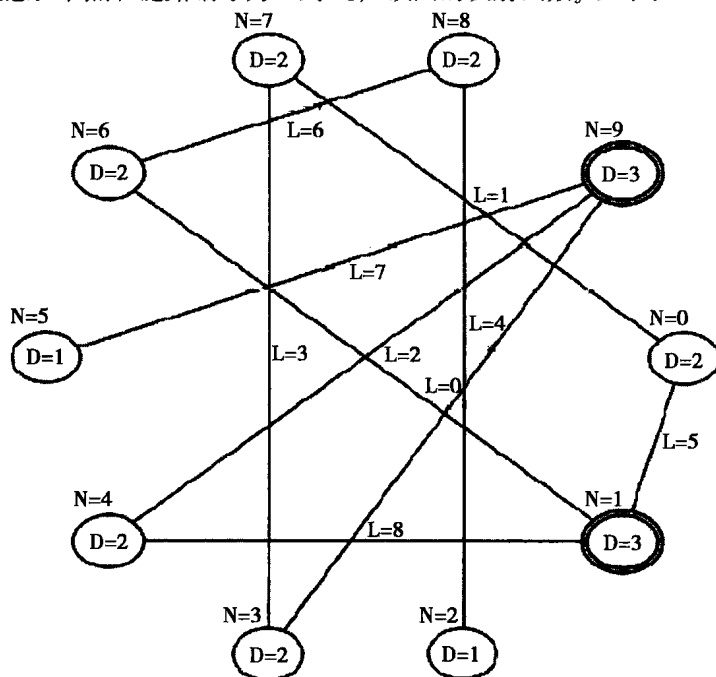 N=7
N=8
D=2
D=2
N=6
L=6
N=9
D=2
D=3
L=1
L=7
N=5
L=4
N=0
D=1
L=3
L=2
D=2
L=0
L=5
N=4
N=1
D=2
L=8
D=3
N=3
N=2
D=2
D=1